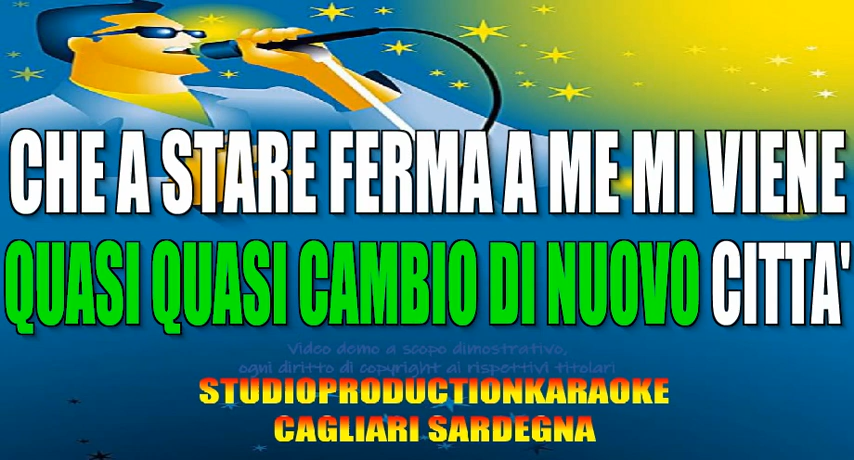 CHE A STARE FERMA A ME MI VIENE
QUASI QUASI CAMBIO DI NUOVO CITTA'
Video demo a scopo dimostrativo,
ogni diritto di copyright ai rispettivi titolari
STUDIOPRODUCTIONKARAOKE
CAGLIARI SARDEGNA